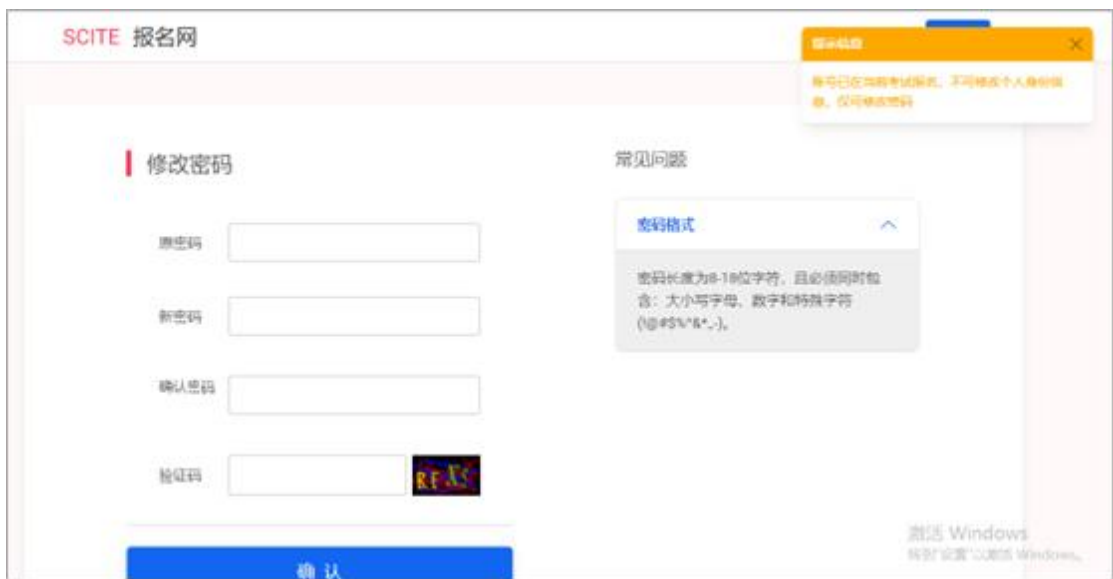 SCITE 报名网
提示信息
账号已在当前考试报名，不可修改个人身份信
息，仅可修改密码
修改密码
常见问题
原密码
密码格式
密码长度为8-18位字符，且必须同时包
含：大小写字母、数字和特殊字符
新密码
确认密码
验证码
激活 Windows
转到"设置"以激活 Windows。
确 认